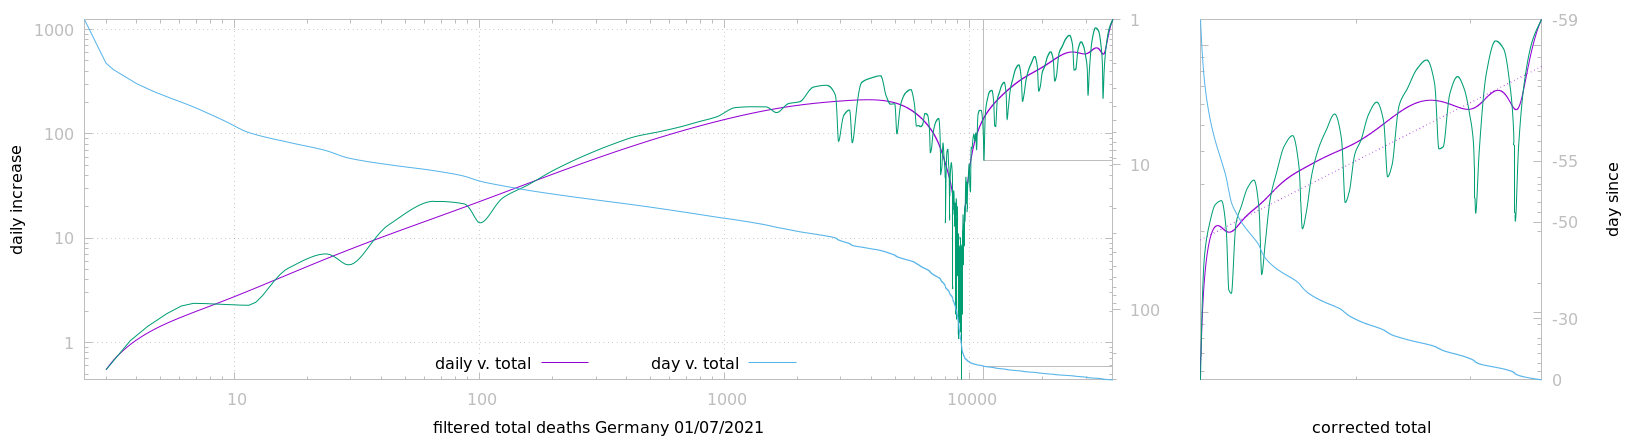 1000
100
10
1
daily increase
10
100
1000
10000
filtered total deaths Germany 01/07/2021
daily v. total
day v. total
1
10
100
-59
-55
-50
-30
0
day since
corrected total